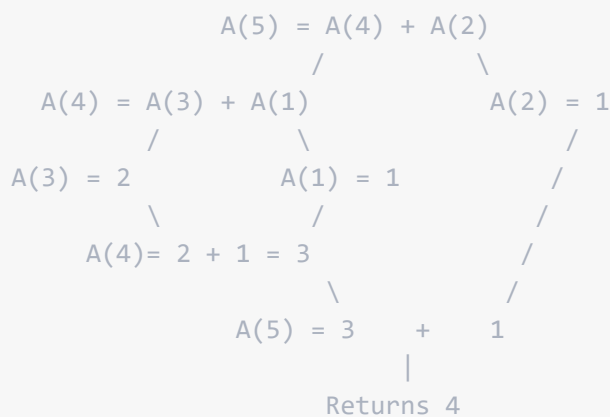 A(5) = A(4) + A(2)
/ \
A(4) = A(3) + A(1) A(2) = 1
/ \ /
A(3) = 2 A(1) = 1 /
\ / /
A(4)= 2 + 1 = 3 /
\ /
A(5) = 3 + 1
|
Returns 4